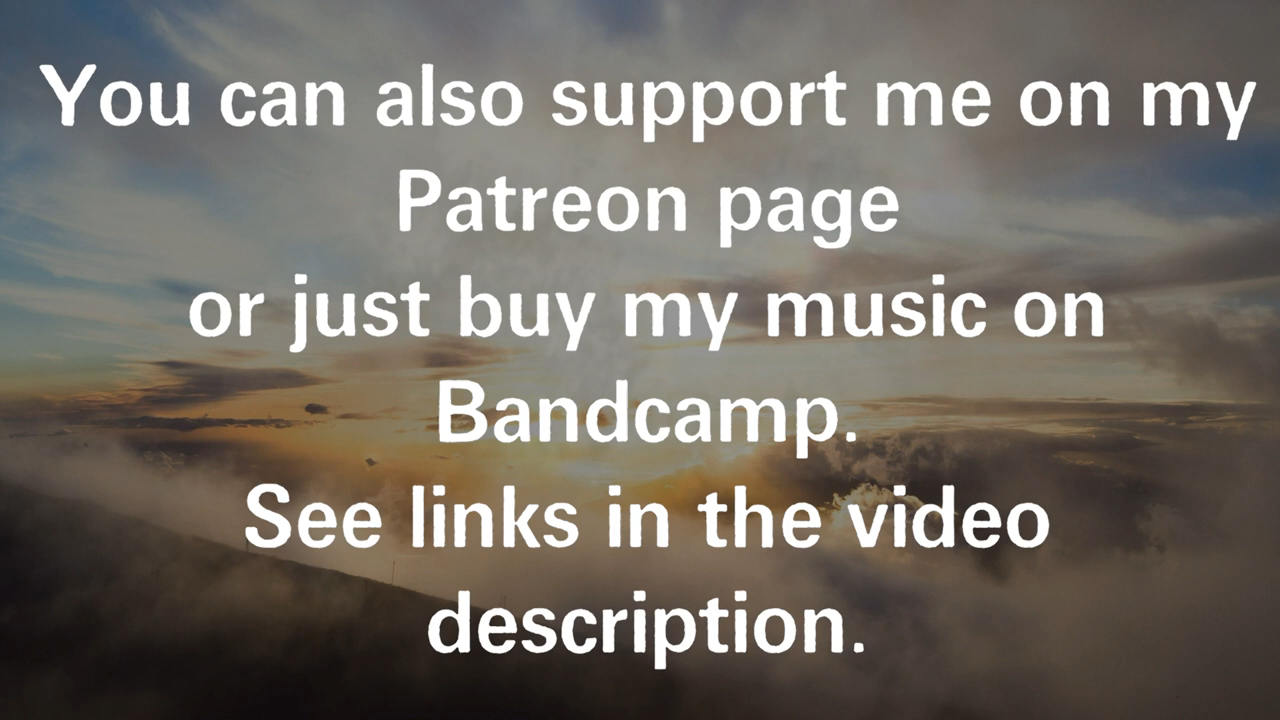 You can also support me on my
Patreon page
or just buy my music on
Bandcamp.
See links in the video
description.